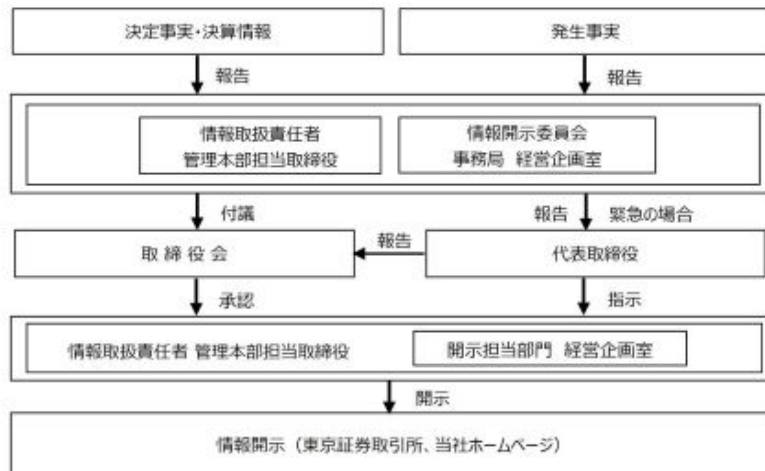 決定事実・決算情報
発生事実
報告
報告
情報取扱責任者
管理本部担当取締役
情報開示委員会
事務局 経営企画室
付議
報告 緊急の場合
取締役会
報告
代表取締役
承認
指示
情報取扱責任者 管理本部担当取締役
開示担当部門 経営企画室
開示
情報開示（東京証券取引所、当社ホームページ）